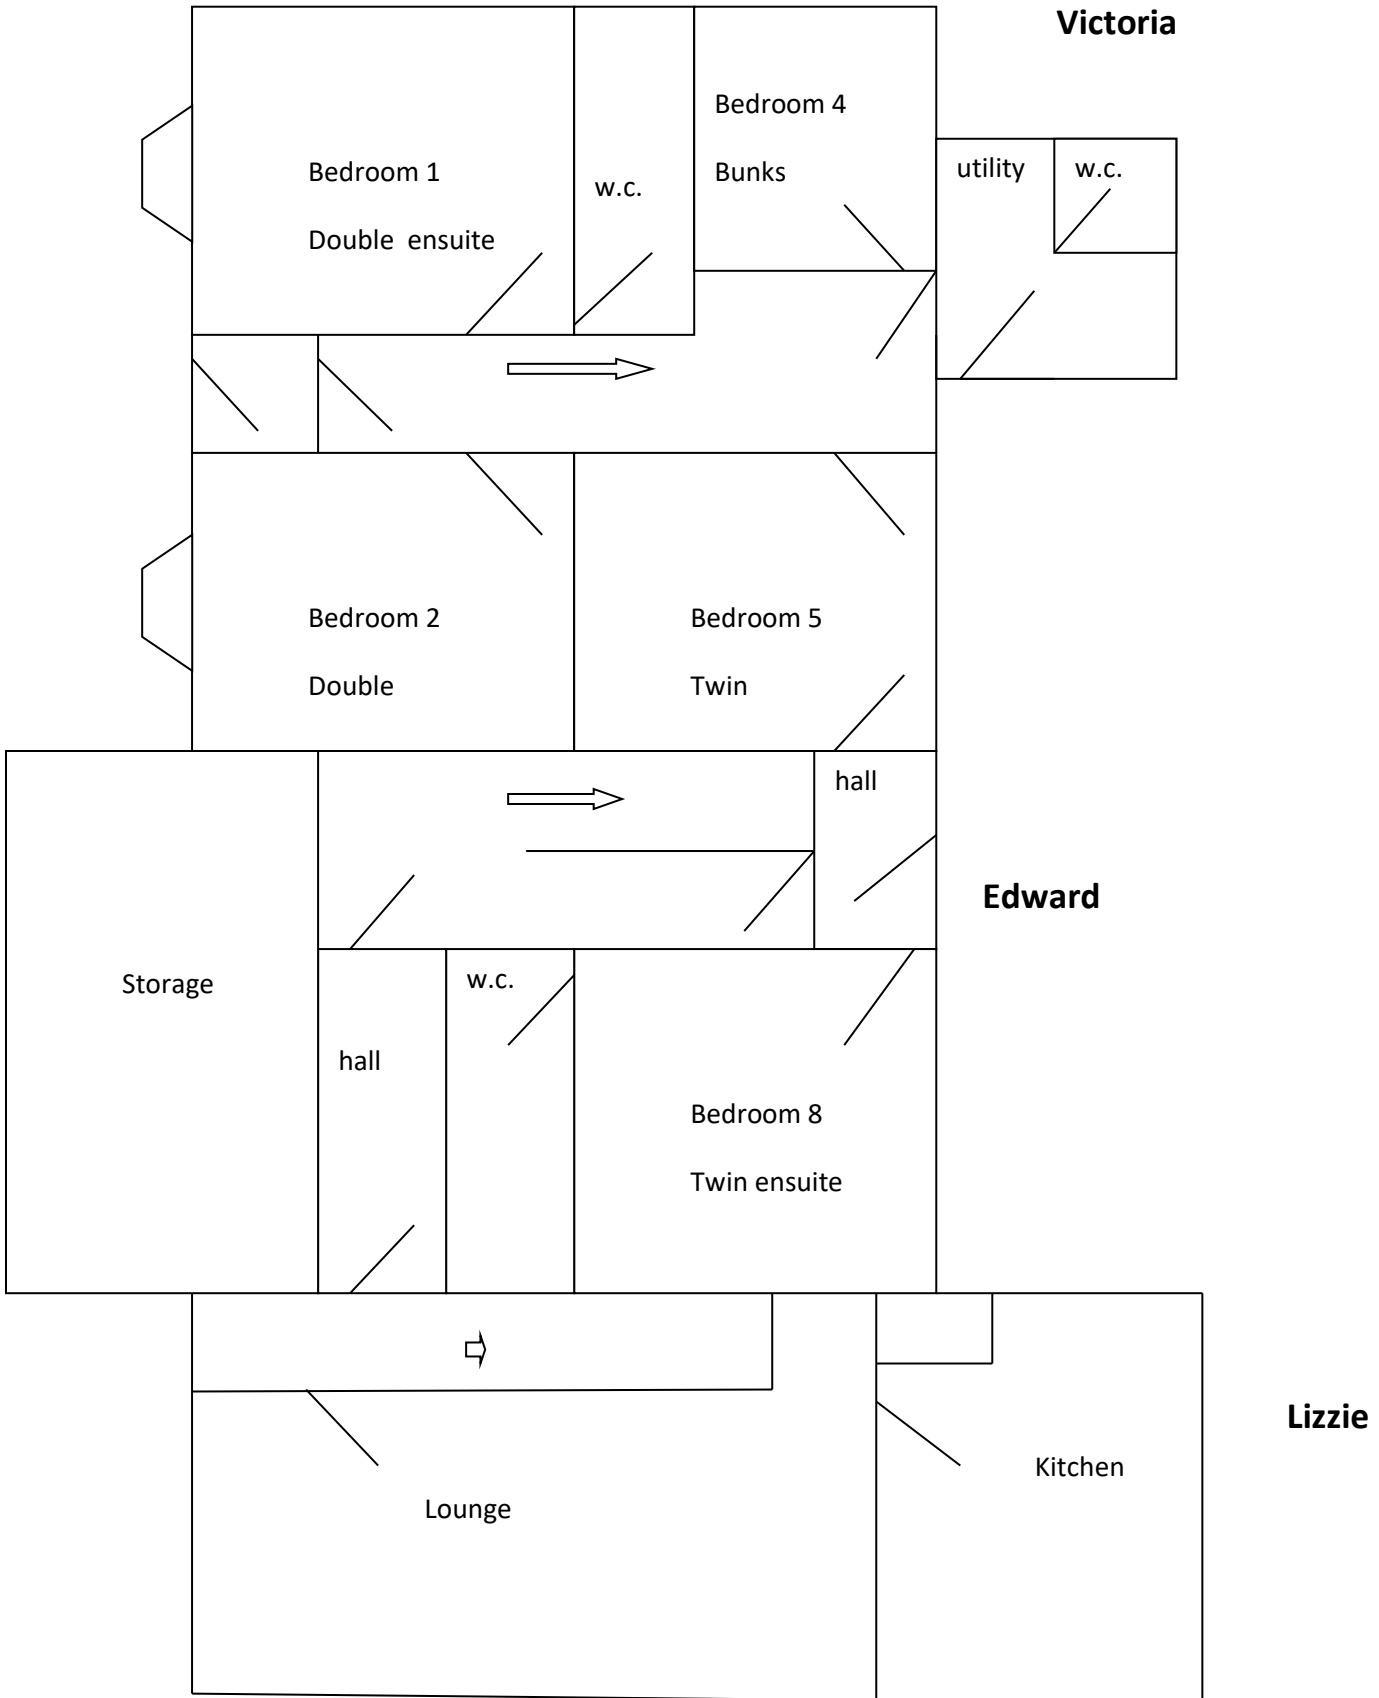 Victoria
Bedroom 4
Bunks
utility
w.c.
Bedroom 1
Double  ensuite
w.c.
Bedroom 2
Double
Bedroom 5
Twin
hall
Edward
Storage
w.c.
hall
Bedroom 8
Twin ensuite
Lizzie
Kitchen
Lounge